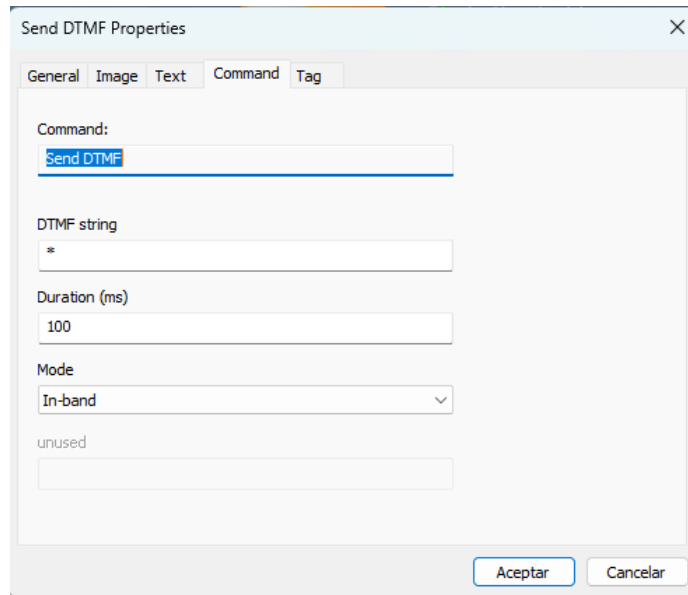 Send DTMF Properties
General Image Text Command Tag
Command:
Send DTMF
DTMF string
*
Duration (ms)
100
Mode
In-band
unused
Aceptar Cancelar